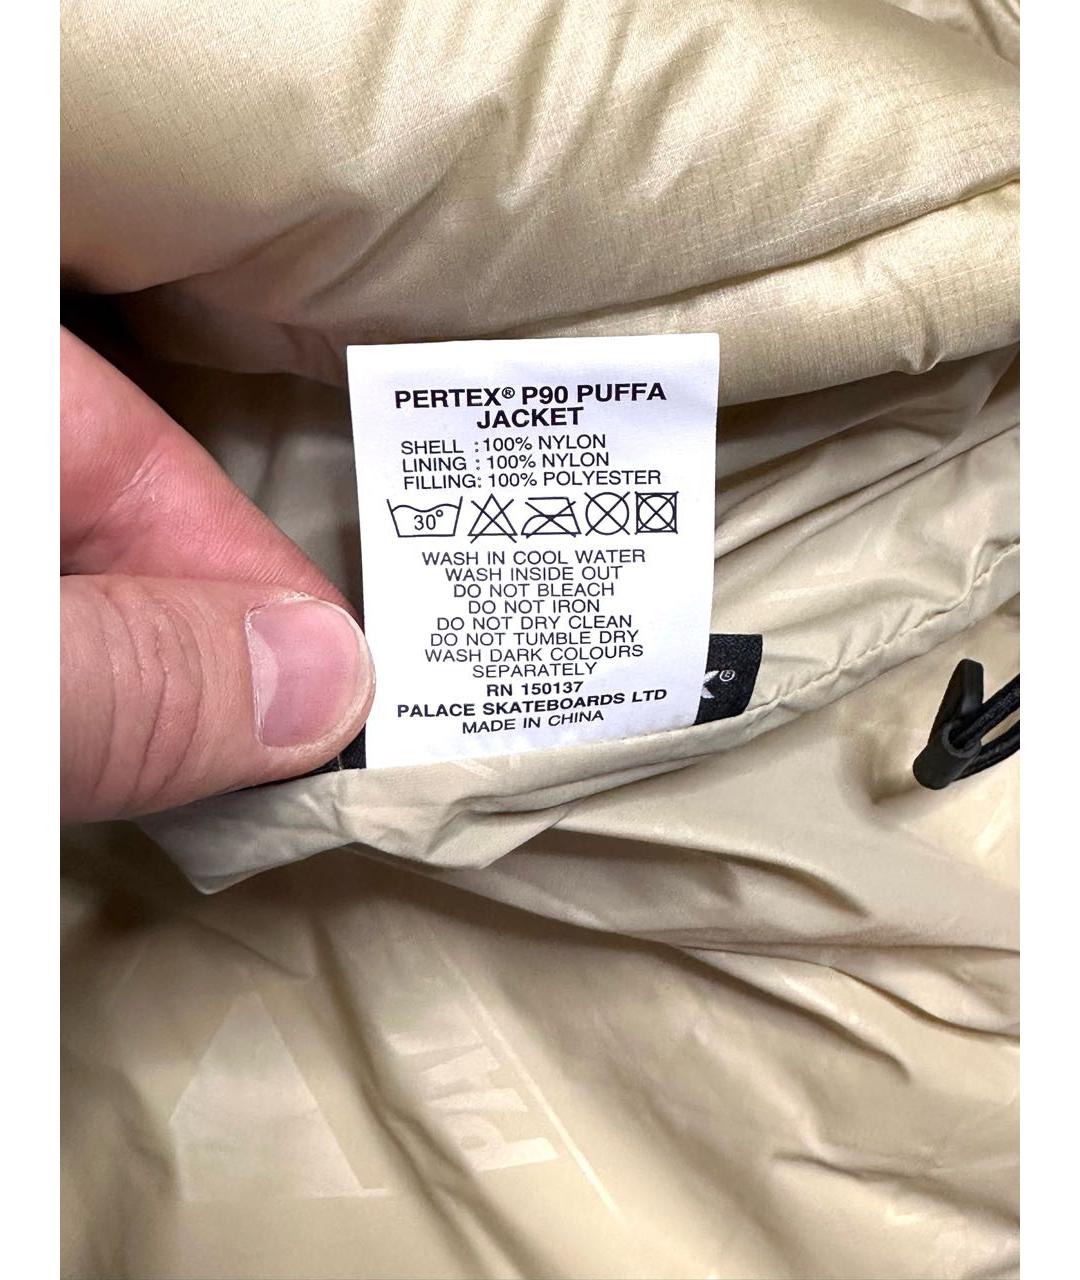 PERTEX® P90 PUFFA
JACKET
SHELL : 100% NYLON
LINING : 100% NYLON
FILLING: 100% POLYESTER
30°
WASH IN COOL WATER
WASH INSIDE OUT
DO NOT BLEACH
DO NOT IRON
DO NOT DRY CLEAN
DO NOT TUMBLE DRY
WASH DARK COLOURS
SEPARATELY
RN 150137
PALACE SKATEBOARDS LTD
MADE IN CHINA
X®